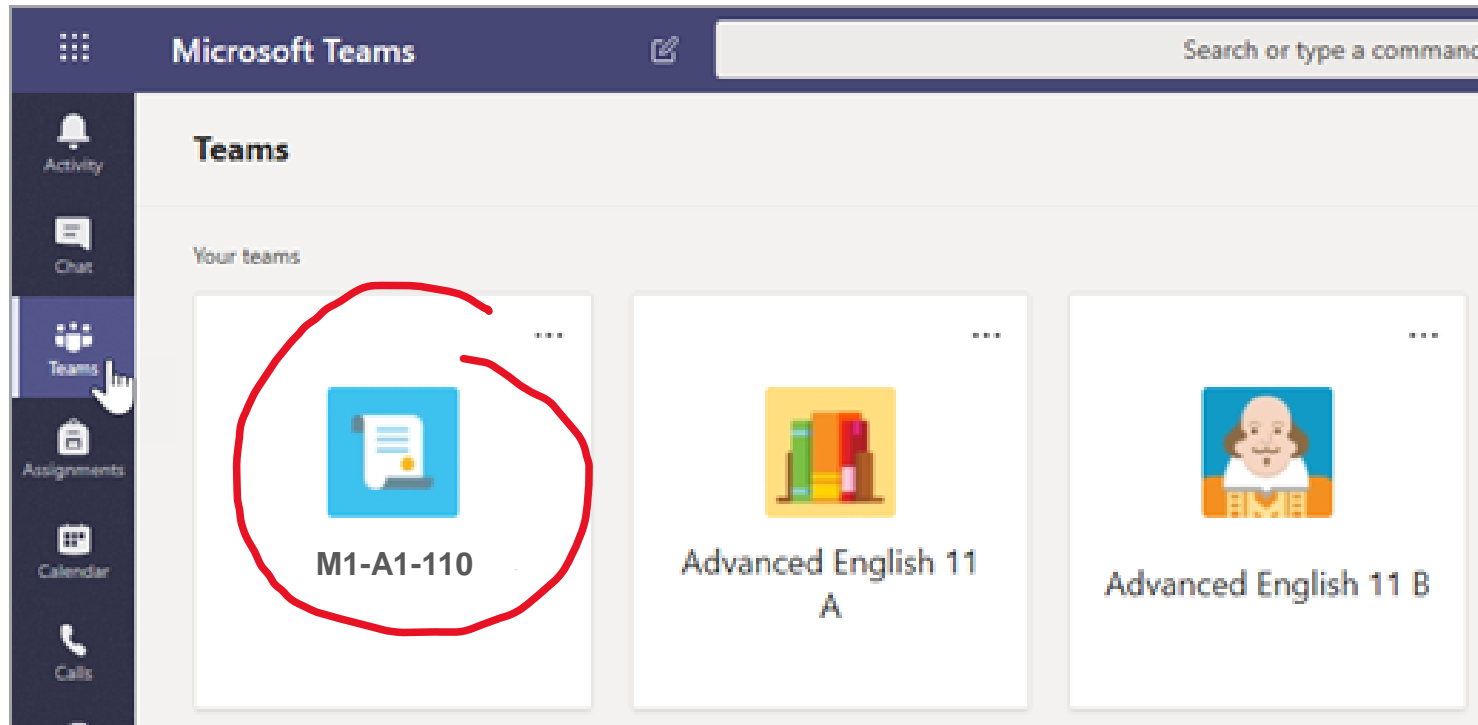 Microsoft Teams
Search or type a command
Activity
Chat
Teams
Assignments
Calendar
Calls
Teams
Your teams
...
...
...
M1-A1-110
Advanced English 11
A
Advanced English 11 B